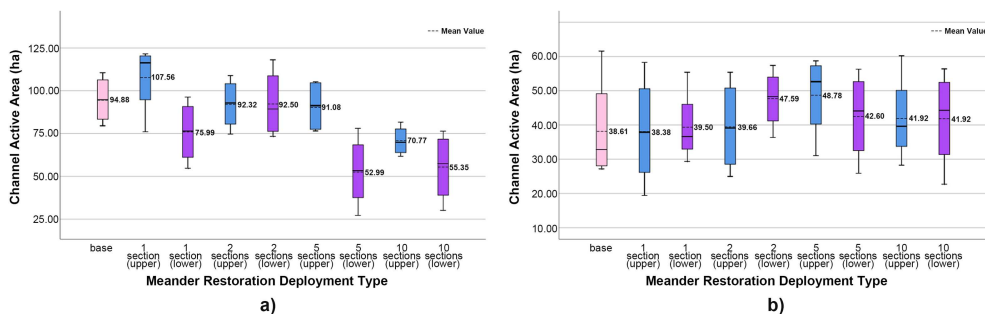 --- Mean Value
125.00
100.00
75.00
50.00
25.00
Channel Active Area (ha)
94.88
107.56
75.99
92.32
92.50
91.08
52.99
70.77
55.35
base
1 section (upper)
1 section (lower)
2 sections (upper)
2 sections (lower)
5 sections (upper)
5 sections (lower)
10 sections (upper)
10 sections (lower)
Meander Restoration Deployment Type
a)
--- Mean Value
60.00
50.00
40.00
30.00
20.00
10.00
Channel Active Area (ha)
38.61
38.38
39.50
39.66
47.59
48.78
42.60
41.92
41.92
base
1 section (upper)
1 section (lower)
2 sections (upper)
2 sections (lower)
5 sections (upper)
5 sections (lower)
10 sections (upper)
10 sections (lower)
Meander Restoration Deployment Type
b)